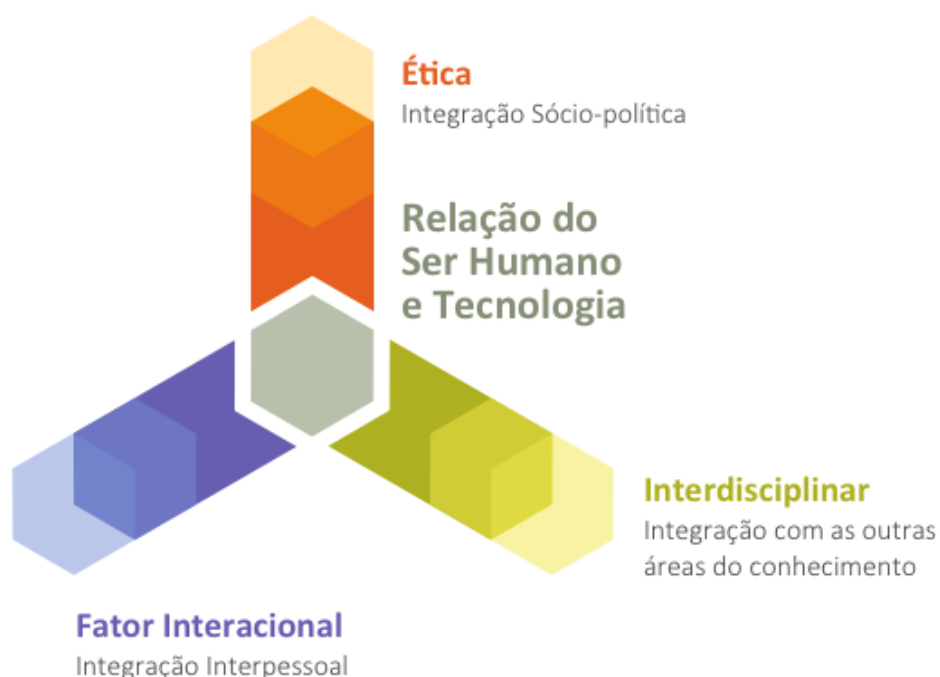 Ética
Integração Sócio-política
Relação do
Ser Humano
e Tecnologia
Interdisciplinar
Integração com as outras
áreas do conhecimento
Fator Interacional
Integração Interpessoal